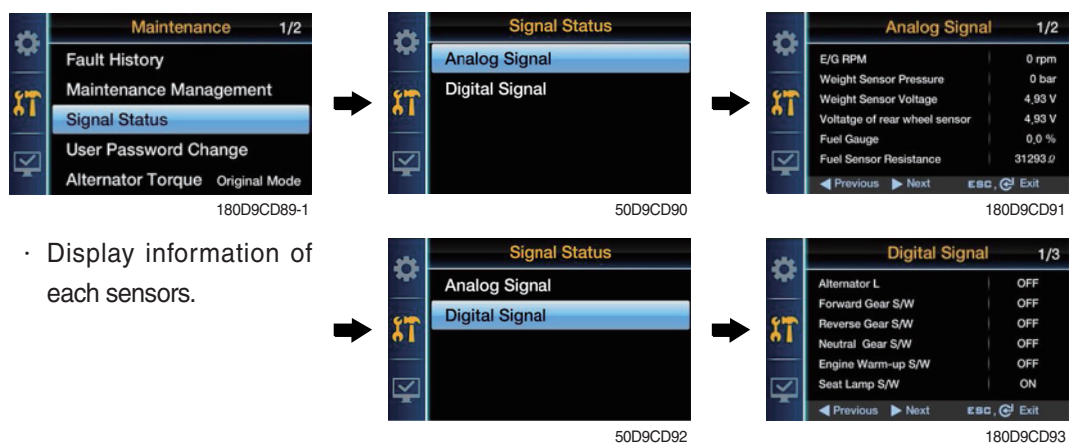 Maintenance 1/2
Fault History
Maintenance Management
Signal Status
User Password Change
Alternator Torque Original Mode
180D9CD89-1
Signal Status
Analog Signal
Digital Signal
50D9CD90
Analog Signal 1/2
E/G RPM 0 rpm
Weight Sensor Pressure 0 bar
Weight Sensor Voltage 4,93 V
Voltatge of rear wheel sensor 4,93 V
Fuel Gauge 0,0 %
Fuel Sensor Resistance 31293 Ω
Previous Next ESC, Exit
180D9CD91
· Display information of
each sensors.
Signal Status
Analog Signal
Digital Signal
50D9CD92
Digital Signal 1/3
Alternator L OFF
Forward Gear S/W OFF
Reverse Gear S/W OFF
Neutral Gear S/W OFF
Engine Warm-up S/W OFF
Seat Lamp S/W ON
Previous Next ESC, Exit
180D9CD93